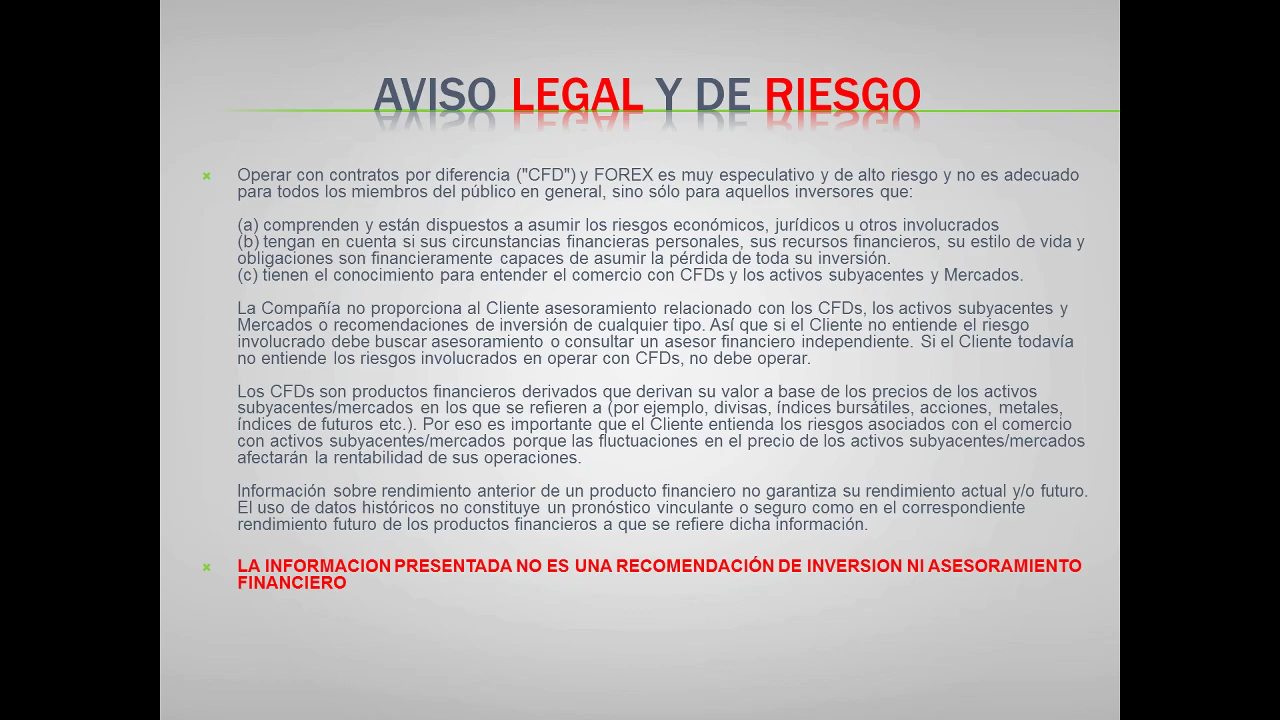 AVISO LEGAL Y DE RIESGO
Operar con contratos por diferencia ("CFD") y FOREX es muy especulativo y de alto riesgo y no es adecuado
para todos los miembros del público en general, sino sólo para aquellos inversores que:
(a) comprenden y están dispuestos a asumir los riesgos económicos, jurídicos u otros involucrados
(b) tengan en cuenta si sus circunstancias financieras personales, sus recursos financieros, su estilo de vida y
obligaciones son financieramente capaces de asumir la pérdida de toda su inversión.
(c) tienen el conocimiento para entender el comercio con CFDs y los activos subyacentes y Mercados.
La Compañía no proporciona al Cliente asesoramiento relacionado con los CFDs, los activos subyacentes y
Mercados o recomendaciones de inversión de cualquier tipo. Así que si el Cliente no entiende el riesgo
involucrado debe buscar asesoramiento o consultar un asesor financiero independiente. Si el Cliente todavía
no entiende los riesgos involucrados en operar con CFDs, no debe operar.
Los CFDs son productos financieros derivados que derivan su valor a base de los precios de los activos
subyacentes/mercados en los que se refieren a (por ejemplo, divisas, índices bursátiles, acciones, metales,
índices de futuros etc.). Por eso es importante que el Cliente entienda los riesgos asociados con el comercio
con activos subyacentes/mercados porque las fluctuaciones en el precio de los activos subyacentes/mercados
afectarán la rentabilidad de sus operaciones.
Información sobre rendimiento anterior de un producto financiero no garantiza su rendimiento actual y/o futuro.
El uso de datos históricos no constituye un pronóstico vinculante o seguro como en el correspondiente
rendimiento futuro de los productos financieros a que se refiere dicha información.
LA INFORMACION PRESENTADA NO ES UNA RECOMENDACIÓN DE INVERSION NI ASESORAMIENTO
FINANCIERO